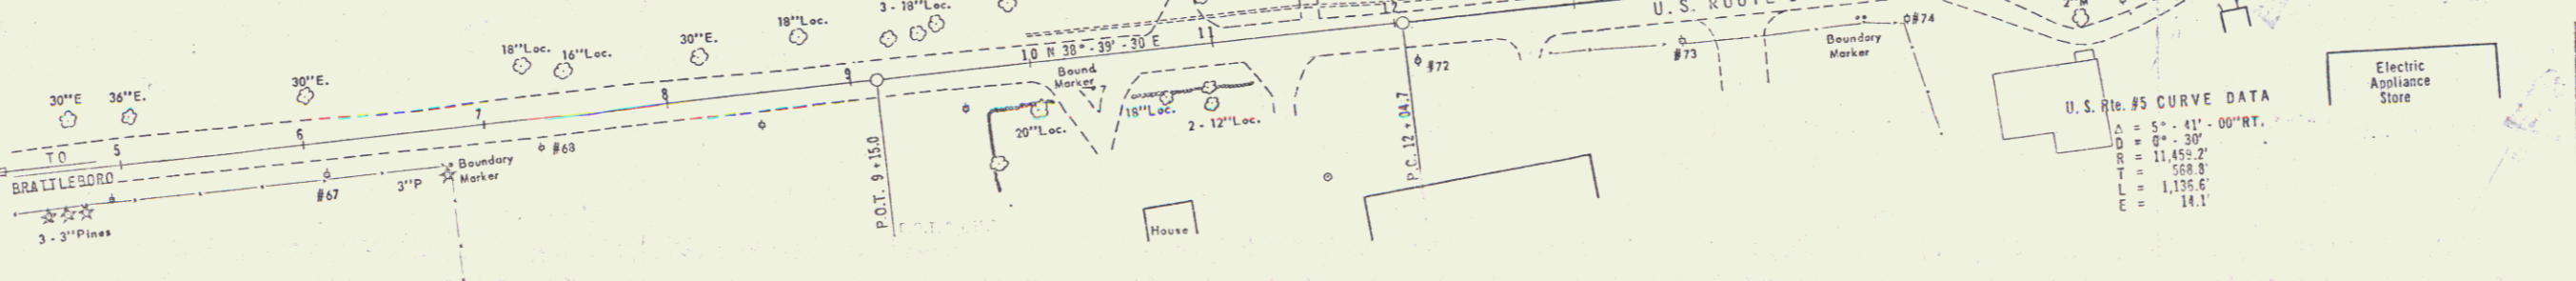 30"E
36"E.
30"E.
18"Loc.
16"Loc.
30"E.
18"Loc.
3 - 18"Loc.
TO
BRATTLEBORO
5
6
7
8
9
10 N 38° - 39' - 30 E
11
12
U. S. ROUTE
3 - 3"Pines
#67
3"P
Boundary
Marker
#68
P.O.T. 9 + 15.0
Bound
Marker
20"Loc.
18"Loc.
2 - 12"Loc.
House
P.C. 12 + 04.7
#72
#73
Boundary
Marker
#74
2"M
U.S. Rte. #5 CURVE DATA
Δ = 5° - 41' - 00"RT.
D = 0° - 30'
R = 11,459.2'
T = 568.8'
L = 1,136.6'
E = 14.1'
Electric
Appliance
Store